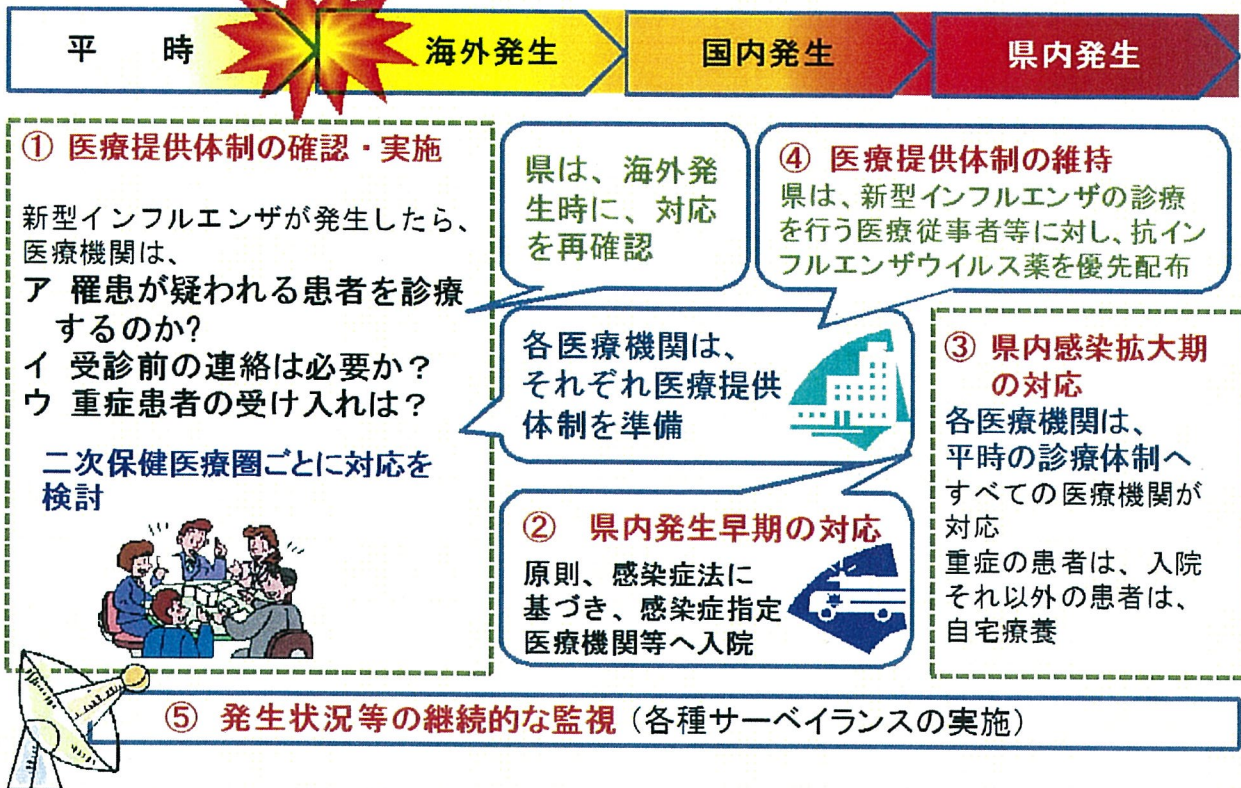 平　時
海外発生
国内発生
県内発生
① 医療提供体制の確認・実施
新型インフルエンザが発生したら、
医療機関は、
ア 罹患が疑われる患者を診療
するのか?
イ 受診前の連絡は必要か？
ウ 重症患者の受け入れは？
二次保健医療圏ごとに対応を
検討
県は、海外発
生時に、対応
を再確認
④ 医療提供体制の維持
県は、新型インフルエンザの診療
を行う医療従事者等に対し、抗イン
フルエンザウイルス薬を優先配布
各医療機関は、
それぞれ医療提供
体制を準備
② 県内発生早期の対応
原則、感染症法に
基づき、感染症指定
医療機関等へ入院
③ 県内感染拡大期
の対応
各医療機関は、
平時の診療体制へ
すべての医療機関が
対応
重症の患者は、入院
それ以外の患者は、
自宅療養
⑤ 発生状況等の継続的な監視（各種サーベイランスの実施）